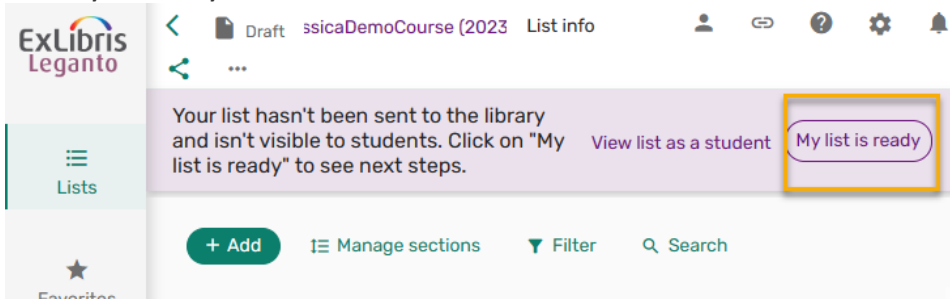 ExLibris
Leganto
Draft ssicaDemoCourse (2023 List info
Your list hasn't been sent to the library
and isn't visible to students. Click on "My
list is ready" to see next steps.
View list as a student
My list is ready
Lists
+ Add Manage sections Filter Search
Favorites